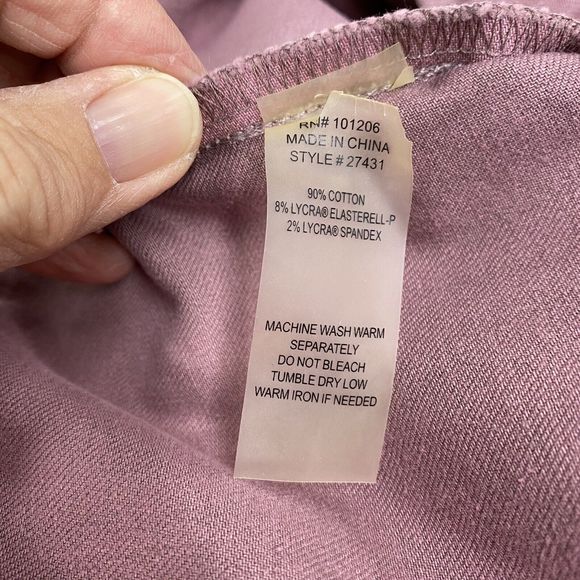 RN# 101206
MADE IN CHINA
STYLE # 27431
90% COTTON
8% LYCRA® ELASTERELL-P
2% LYCRA® SPANDEX
MACHINE WASH WARM
SEPARATELY
DO NOT BLEACH
TUMBLE DRY LOW
WARM IRON IF NEEDED